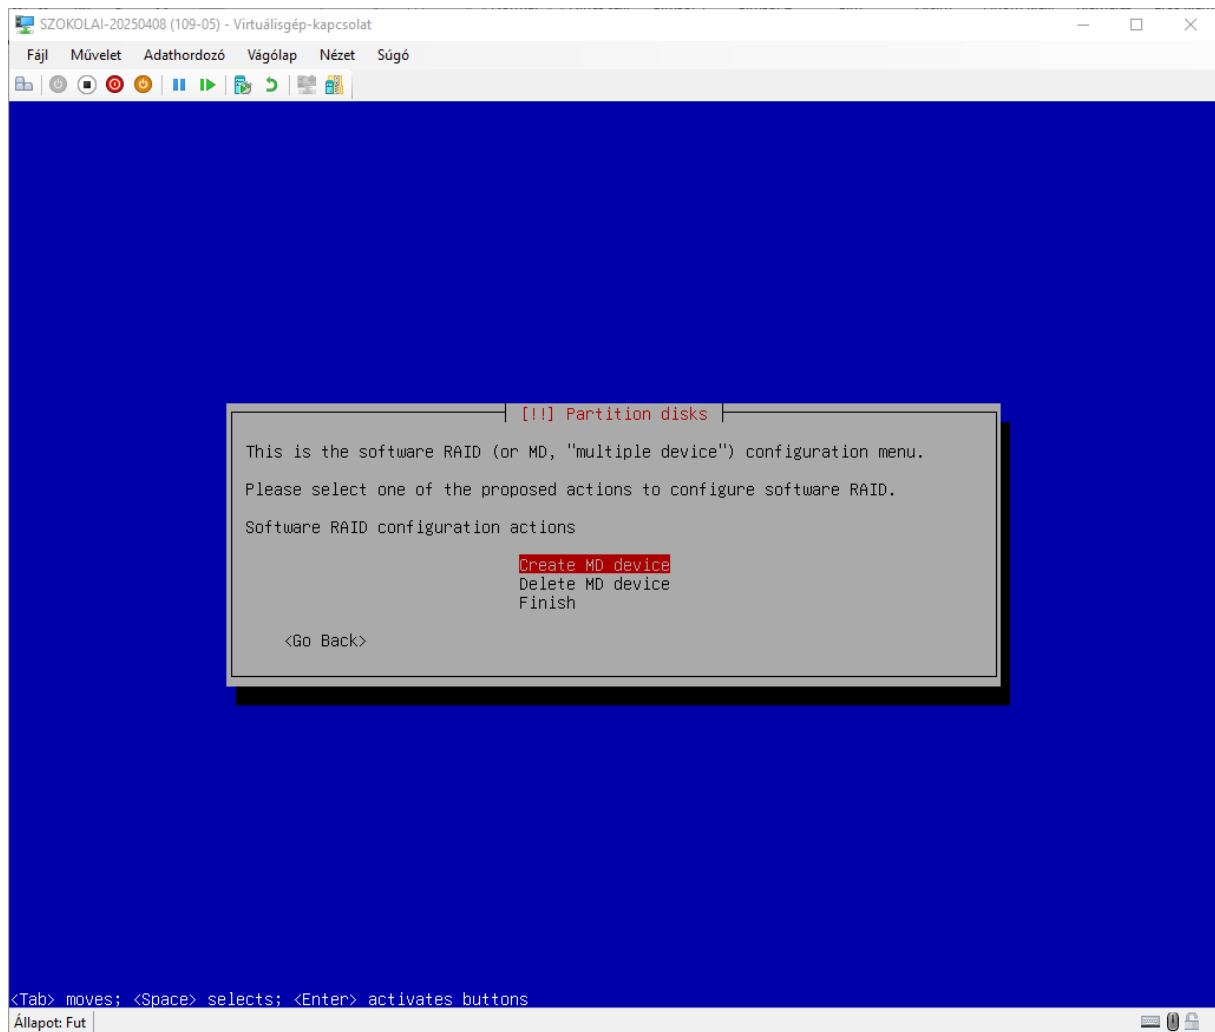 SZOKOLAI-20250408 (109-05) - Virtuálisgép-kapcsolat
Fájl Művelet Adathordozó Vágólap Nézet Súgó
[!!] Partition disks
This is the software RAID (or MD, "multiple device") configuration menu.
Please select one of the proposed actions to configure software RAID.
Software RAID configuration actions
Create MD device
Delete MD device
Finish
<Go Back>
<Tab> moves; <Space> selects; <Enter> activates buttons
Állapot: Fut